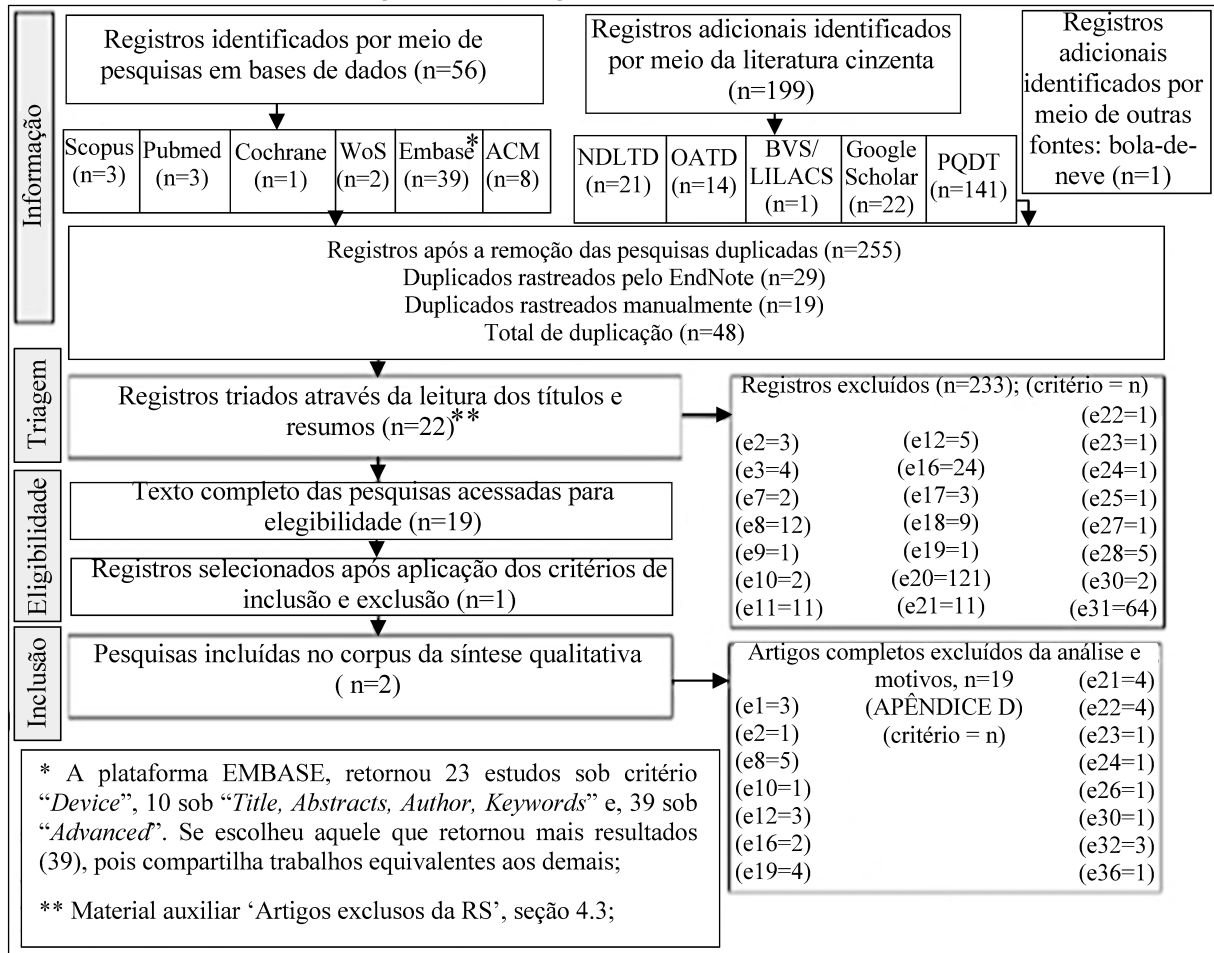 Informação
Registros identificados por meio de
pesquisas em bases de dados (n=56)
Registros adicionais identificados
por meio da literatura cinzenta
(n=199)
Registros
adicionais
identificados por
meio de outras
fontes: bola-de-
neve (n=1)
Scopus
(n=3)
Pubmed
(n=3)
Cochrane
(n=1)
WoS
(n=2)
Embase*
(n=39)
ACM
(n=8)
NDLTD
(n=21)
OATD
(n=14)
BVS/
LILACS
(n=1)
Google
Scholar
(n=22)
PQDT
(n=141)
Registros após a remoção das pesquisas duplicadas (n=255)
Duplicados rastreados pelo EndNote (n=29)
Duplicados rastreados manualmente (n=19)
Total de duplicação (n=48)
Triagem
Registros triados através da leitura dos títulos e
resumos (n=22)**
Registros excluídos (n=233); (critério = n)
(e2=3)
(e3=4)
(e7=2)
(e8=12)
(e9=1)
(e10=2)
(e11=11)
(e12=5)
(e16=24)
(e17=3)
(e18=9)
(e19=1)
(e20=121)
(e21=11)
(e22=1)
(e23=1)
(e24=1)
(e25=1)
(e27=1)
(e28=5)
(e30=2)
(e31=64)
Eligibilidade
Texto completo das pesquisas acessadas para
elegibilidade (n=19)
Registros selecionados após aplicação dos critérios de
inclusão e exclusão (n=1)
Inclusão
Pesquisas incluídas no corpus da síntese qualitativa
( n=2)
Artigos completos excluídos da análise e
motivos, n=19
(APÊNDICE D)
(critério = n)
(e1=3)
(e2=1)
(e8=5)
(e10=1)
(e12=3)
(e16=2)
(e19=4)
(e21=4)
(e22=4)
(e23=1)
(e24=1)
(e26=1)
(e30=1)
(e32=3)
(e36=1)
* A plataforma EMBASE, retornou 23 estudos sob critério
“Device”, 10 sob “Title, Abstracts, Author, Keywords” e, 39 sob
“Advanced”. Se escolheu aquele que retornou mais resultados
(39), pois compartilha trabalhos equivalentes aos demais;
** Material auxiliar ‘Artigos exclusos da RS’, seção 4.3;